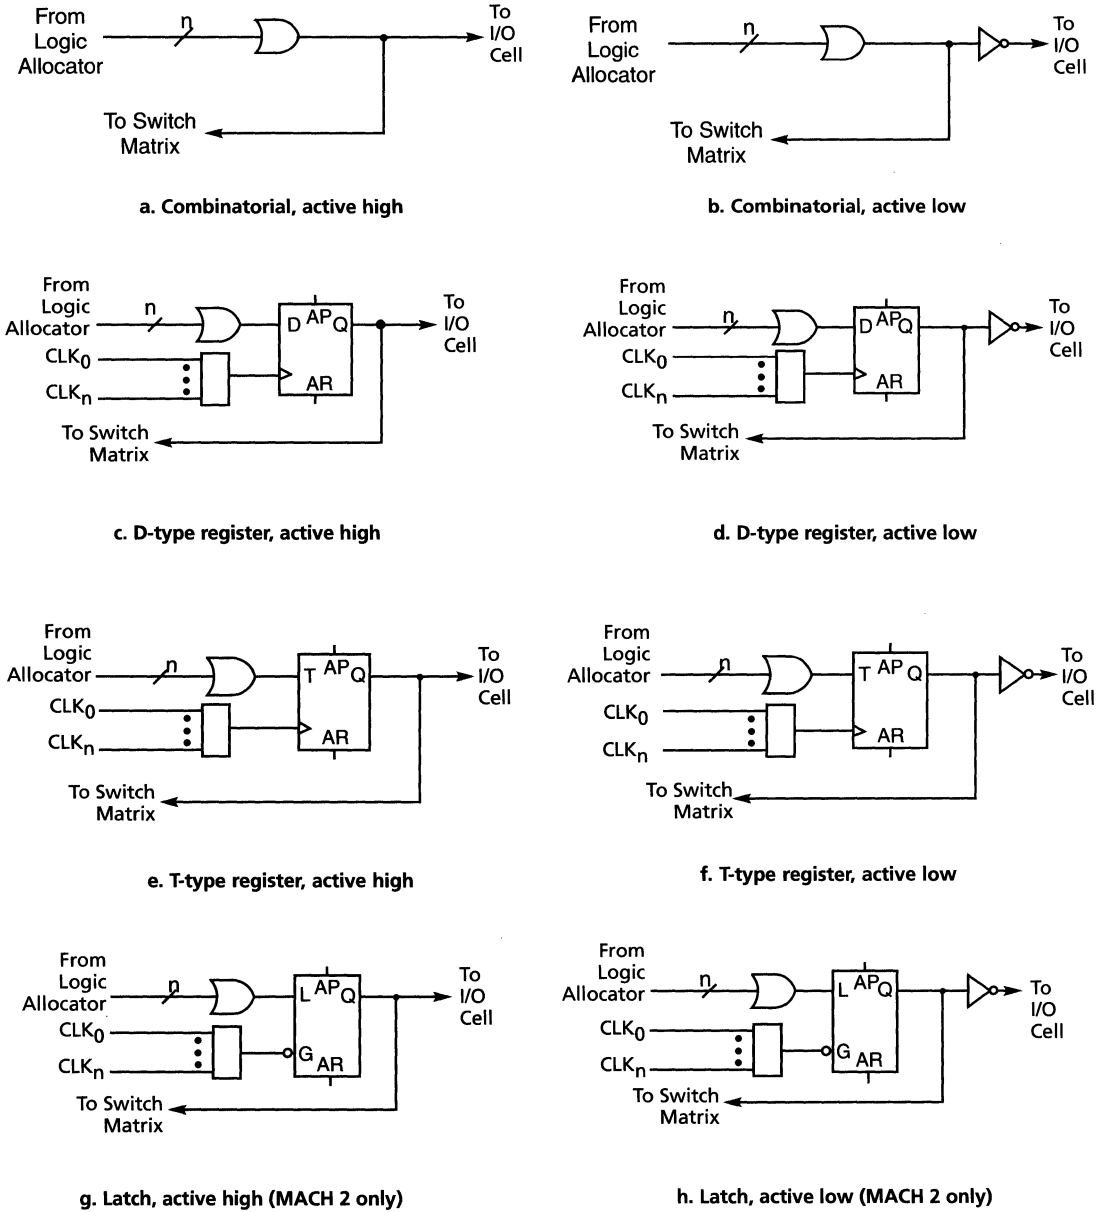 From
Logic
Allocator
n
To
I/O
Cell
To Switch
Matrix
a. Combinatorial, active high
From
Logic
Allocator
n
To
I/O
Cell
To Switch
Matrix
b. Combinatorial, active low
From
Logic
Allocator
n
CLK0
CLKn
D AP Q
AR
To
I/O
Cell
To Switch
Matrix
c. D-type register, active high
From
Logic
Allocator
n
CLK0
CLKn
D AP Q
AR
To
I/O
Cell
To Switch
Matrix
d. D-type register, active low
From
Logic
Allocator
n
CLK0
CLKn
T AP Q
AR
To
I/O
Cell
To Switch
Matrix
e. T-type register, active high
From
Logic
Allocator
n
CLK0
CLKn
T AP Q
AR
To
I/O
Cell
To Switch
Matrix
f. T-type register, active low
From
Logic
Allocator
n
CLK0
CLKn
L AP Q
G
AR
To
I/O
Cell
To Switch
Matrix
g. Latch, active high (MACH 2 only)
From
Logic
Allocator
n
CLK0
CLKn
L AP Q
G
AR
To
I/O
Cell
To Switch
Matrix
h. Latch, active low (MACH 2 only)